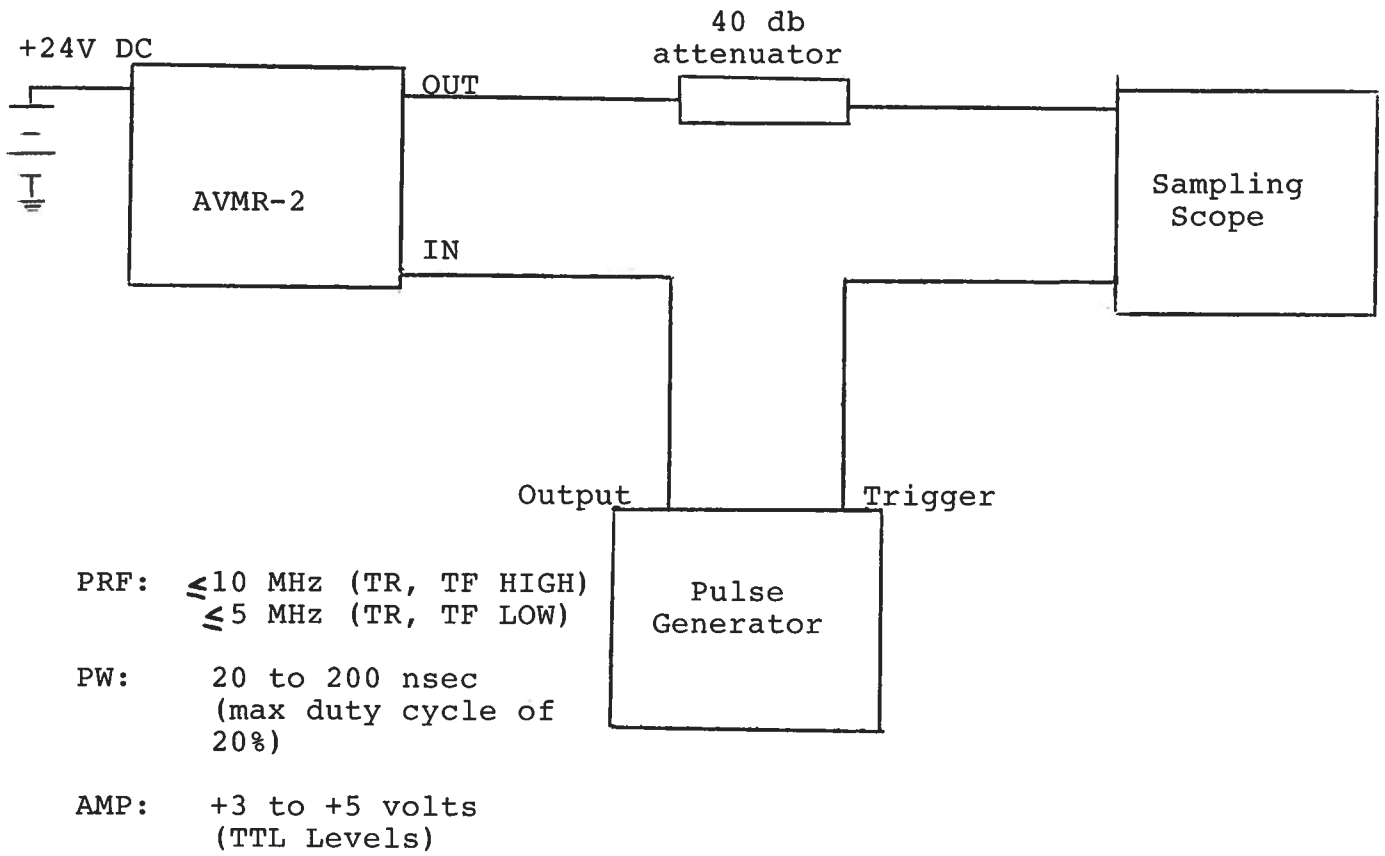 40 db
attenuator
+24V DC
OUT
AVMR-2
IN
Sampling
Scope
Output
Trigger
Pulse
Generator
PRF: ≤10 MHz (TR, TF HIGH)
≤5 MHz (TR, TF LOW)
PW: 20 to 200 nsec
(max duty cycle of
20%)
AMP: +3 to +5 volts
(TTL Levels)